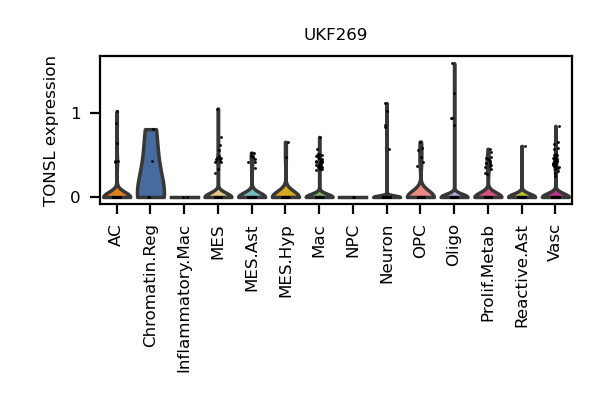 UKF269
TONSL expression
1
0
AC
Chromatin.Reg
Inflammatory.Mac
MES
MES.Ast
MES.Hyp
Mac
NPC
Neuron
OPC
Oligo
Prolif.Metab
Reactive.Ast
Vasc